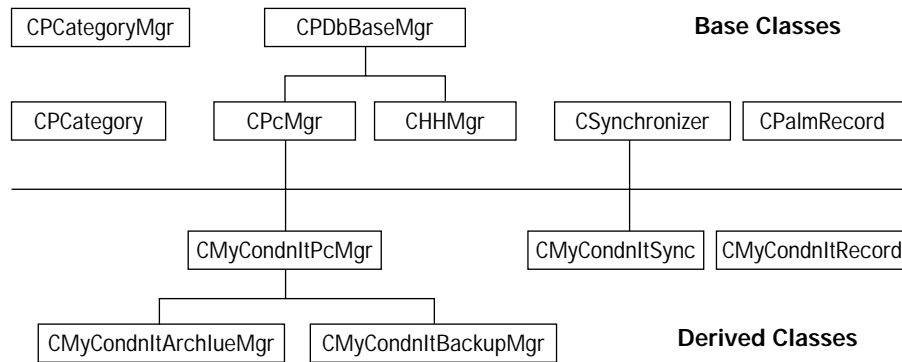 CPCategoryMgr CPDbBaseMgr Base Classes
CPCategory CPcMgr CHHMgr CSynchronizer CPalmRecord
CMyCondnItPcMgr CMyCondnItSync CMyCondnItRecord
CMyCondnItArchIueMgr CMyCondnItBackupMgr Derived Classes